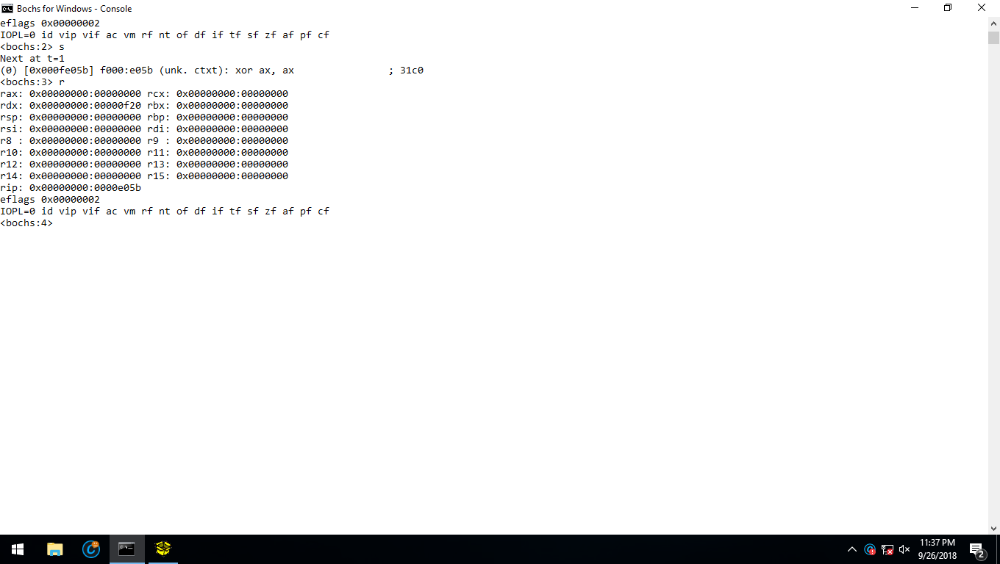 Bochs for Windows - Console
eflags 0x00000002
IOPL=0 id vip vif ac vm rf nt of df if tf sf zf af pf cf
<bochs:2> s
Next at t=1
(0) [0x000fe05b] f000:e05b (unk. ctxt): xor ax, ax                ; 31c0
<bochs:3> r
rax: 0x00000000:00000000 rcx: 0x00000000:00000000
rdx: 0x00000000:00000f20 rbx: 0x00000000:00000000
rsp: 0x00000000:00000000 rbp: 0x00000000:00000000
rsi: 0x00000000:00000000 rdi: 0x00000000:00000000
r8 : 0x00000000:00000000 r9 : 0x00000000:00000000
r10: 0x00000000:00000000 r11: 0x00000000:00000000
r12: 0x00000000:00000000 r13: 0x00000000:00000000
r14: 0x00000000:00000000 r15: 0x00000000:00000000
rip: 0x00000000:0000e05b
eflags 0x00000002
IOPL=0 id vip vif ac vm rf nt of df if tf sf zf af pf cf
<bochs:4>
11:37 PM
9/26/2018
2